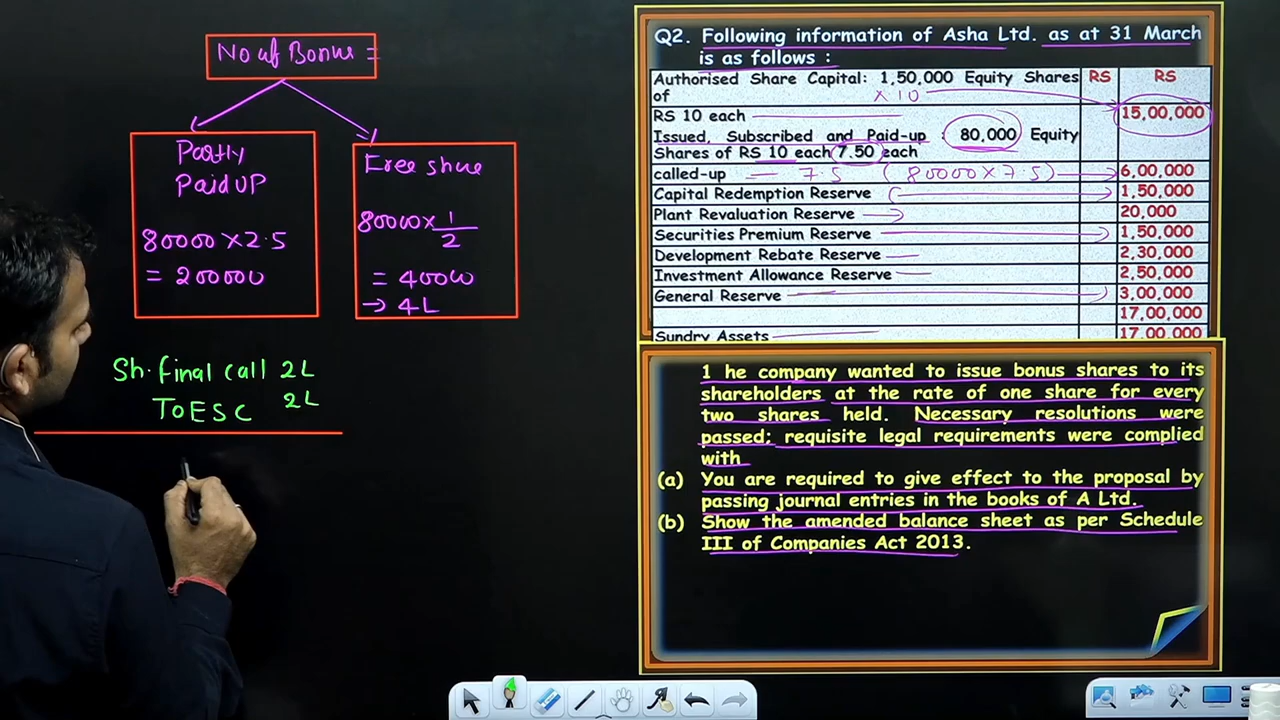 No of Bonus =
Partly
Paid UP
80000 × 2.5
= 200000
Free share
80000 × 1/2
= 40000
→ 4L
Sh. final call 2L
To ESC 2L
Q2. Following information of Asha Ltd. as at 31 March
is as follows :
Authorised Share Capital: 1,50,000 Equity Shares RS RS
of × 10
RS 10 each 15,00,000
Issued, Subscribed and Paid-up : 80,000 Equity
Shares of RS 10 each 7.50 each
called-up — 7.5 (80000 × 7.5) 6,00,000
Capital Redemption Reserve 1,50,000
Plant Revaluation Reserve 20,000
Securities Premium Reserve 1,50,000
Development Rebate Reserve 2,30,000
Investment Allowance Reserve 2,50,000
General Reserve 3,00,000
17,00,000
Sundry Assets 17,00,000
1 he company wanted to issue bonus shares to its
shareholders at the rate of one share for every
two shares held. Necessary resolutions were
passed; requisite legal requirements were complied
with
(a) You are required to give effect to the proposal by
passing journal entries in the books of A Ltd.
(b) Show the amended balance sheet as per Schedule
III of Companies Act 2013.